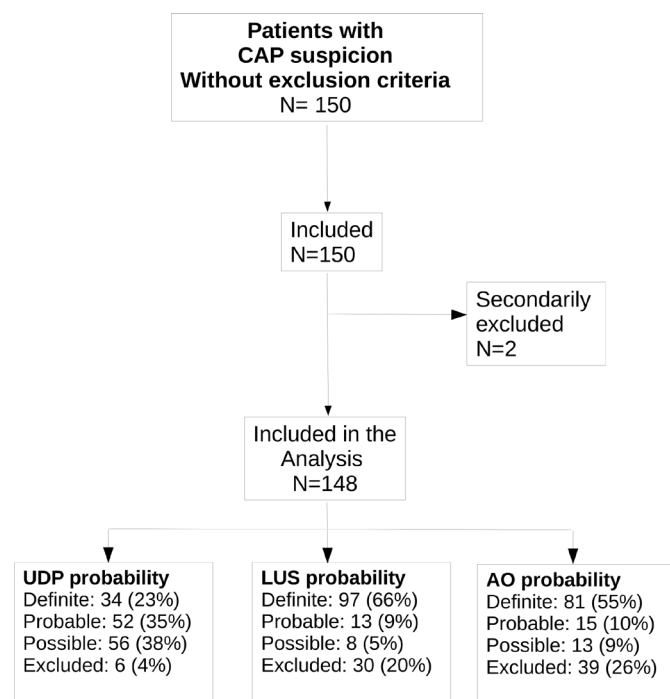 Patients with
CAP suspicion
Without exclusion criteria
N= 150
Included
N=150
Secondarily
excluded
N=2
Included in the
Analysis
N=148
UDP probability
Definite: 34 (23%)
Probable: 52 (35%)
Possible: 56 (38%)
Excluded: 6 (4%)
LUS probability
Definite: 97 (66%)
Probable: 13 (9%)
Possible: 8 (5%)
Excluded: 30 (20%)
AO probability
Definite: 81 (55%)
Probable: 15 (10%)
Possible: 13 (9%)
Excluded: 39 (26%)